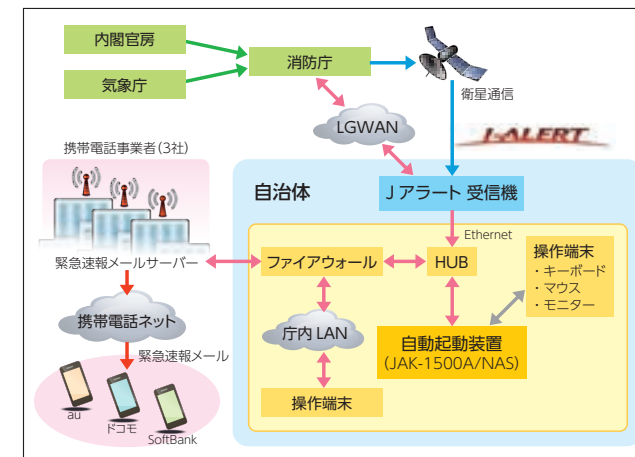 内閣官房
気象庁
消防庁
衛星通信
LGWAN
J-ALERT
携帯電話事業者(3社)
自治体
Jアラート 受信機
Ethernet
緊急速報メールサーバー
ファイアウォール
HUB
操作端末
・キーボード
・マウス
・モニター
携帯電話ネット
庁内 LAN
自動起動装置
(JAK-1500A/NAS)
緊急速報メール
操作端末
au
ドコモ
SoftBank